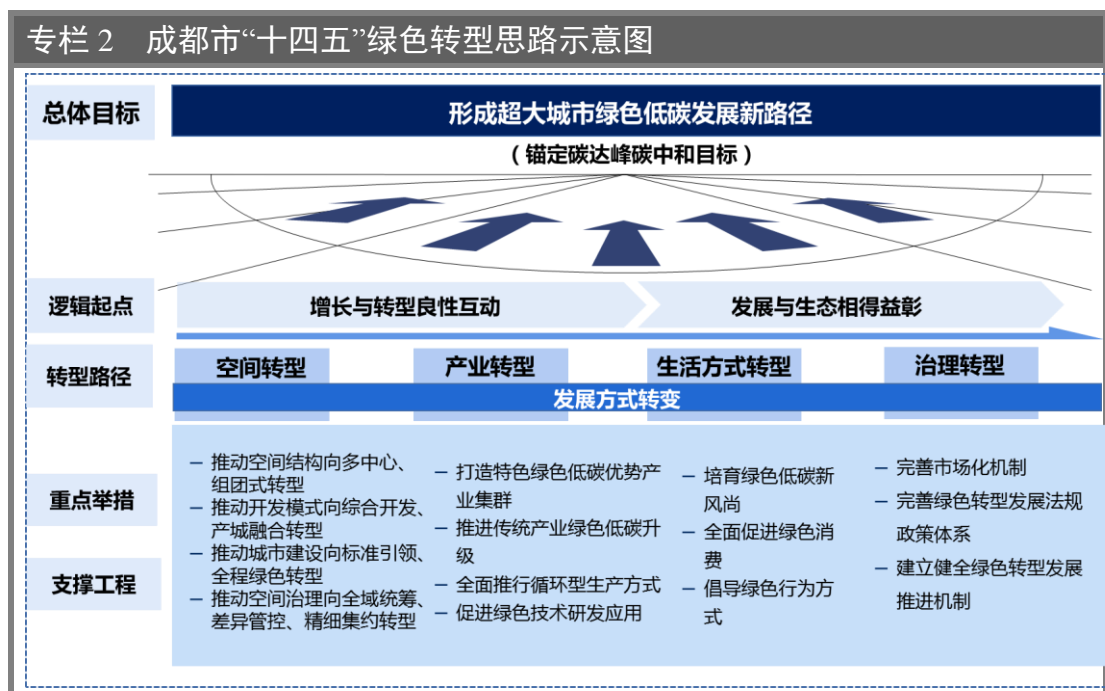 专栏 2 成都市“十四五”绿色转型思路示意图
总体目标
形成超大城市绿色低碳发展新路径
（锚定碳达峰碳中和目标）
逻辑起点
增长与转型良性互动
发展与生态相得益彰
转型路径
空间转型
产业转型
生活方式转型
治理转型
发展方式转变
重点举措
支撑工程
– 推动空间结构向多中心、
组团式转型
– 推动开发模式向综合开发、
产城融合转型
– 推动城市建设向标准引领、
全程绿色转型
– 推动空间治理向全域统筹、
差异管控、精细集约转型
– 打造特色绿色低碳优势产
业集群
– 推进传统产业绿色低碳升
级
– 全面推行循环型生产方式
– 促进绿色技术研发应用
– 培育绿色低碳新
风尚
– 全面促进绿色消
费
– 倡导绿色行为方
式
– 完善市场化机制
– 完善绿色转型发展法规
政策体系
– 建立健全绿色转型发展
推进机制